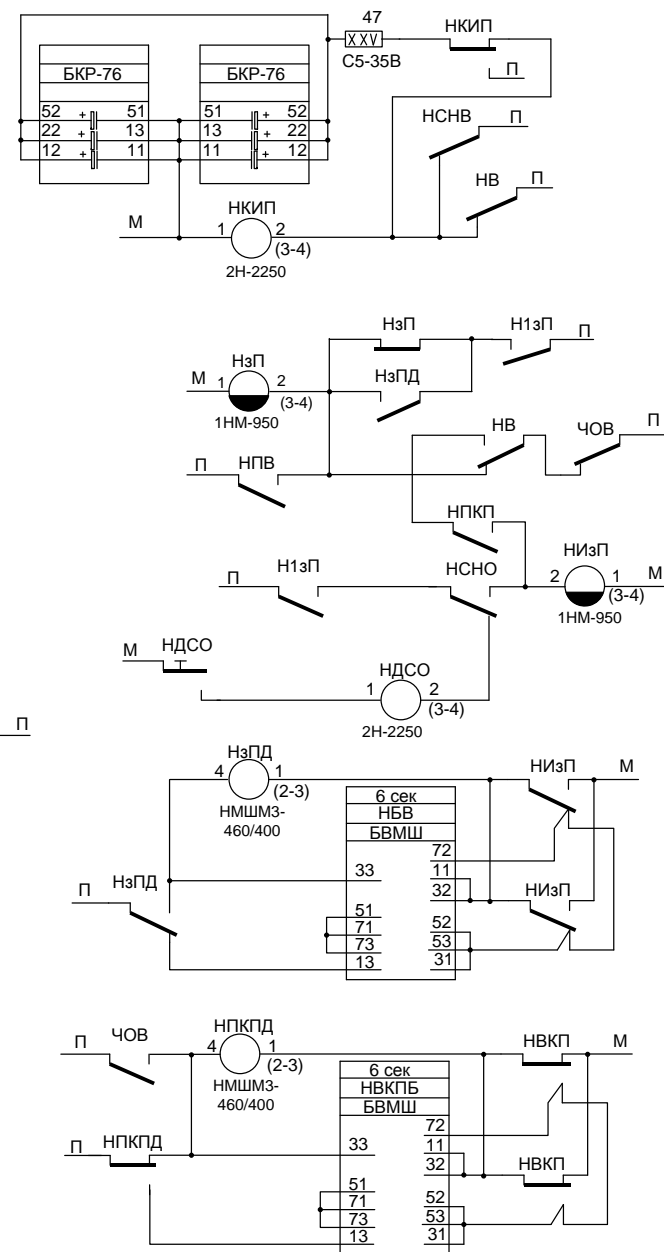 47
НКИП
XXV
С5-35В
П
БКР-76
БКР-76
52 + 51
51 + 52
22 + 13
13 + 22
12 + 11
11 + 12
НСНВ
П
НВ
П
НКИП
М
1
2
(3-4)
2Н-2250
НзП
Н1зП
П
НзП
М
1
2
(3-4)
1НМ-950
НзПД
НВ
ЧОВ
П
П
НПВ
НПКП
П
Н1зП
НСНО
НИзП
2
1
М
(3-4)
1НМ-950
М
НДСО
НДСО
1
2
(3-4)
2Н-2250
П
НзПД
4
1
(2-3)
НМШМ3-
460/400
НИзП
М
6 сек
НБВ
БВМШ
72
33
11
32
П
НзПД
НИзП
51
71
73
13
52
53
31
П
ЧОВ
НПКПД
4
1
(2-3)
НМШМ3-
460/400
НВКП
М
6 сек
НВКПБ
БВМШ
72
П
НПКПД
33
11
32
НВКП
51
71
73
13
52
53
31